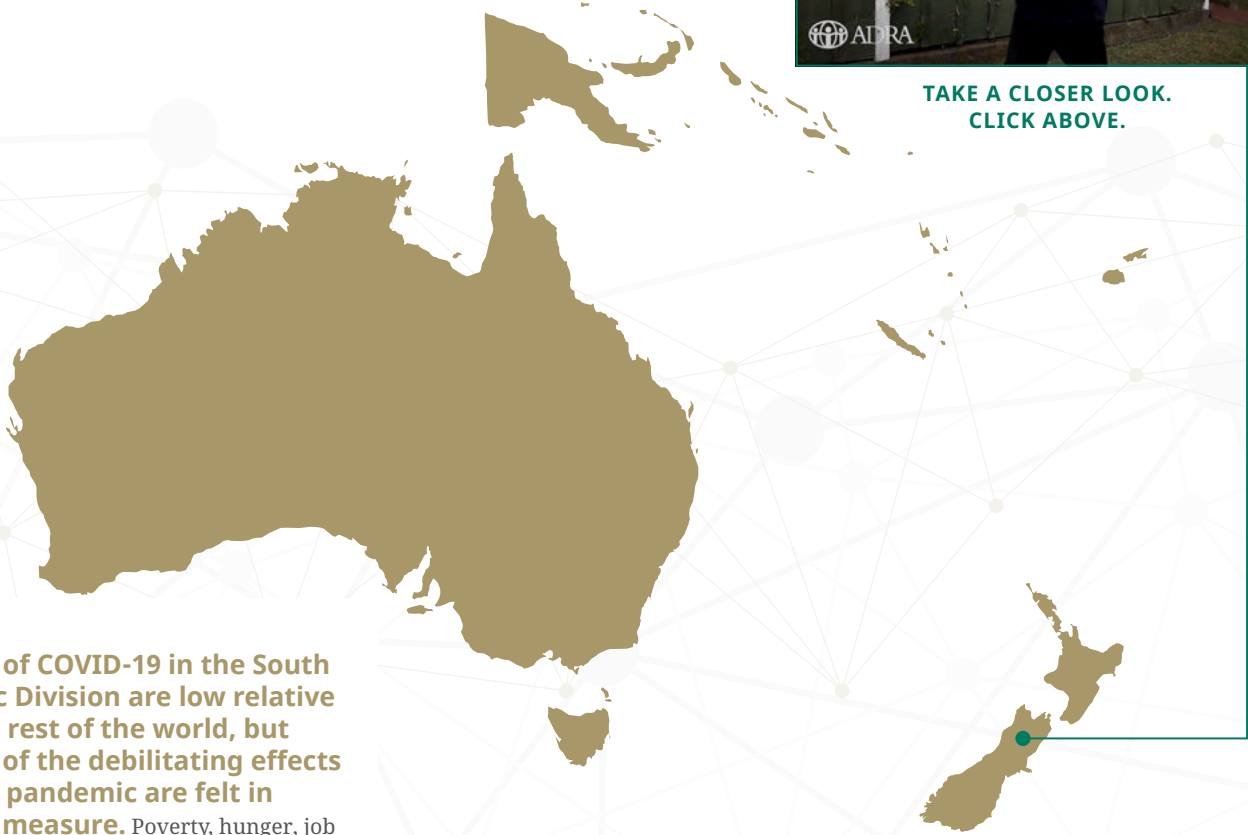 ADRA
TAKE A CLOSER LOOK.
CLICK ABOVE.
of COVID-19 in the South
c Division are low relative
rest of the world, but
of the debilitating effects
pandemic are felt in
measure. Poverty, hunger, job